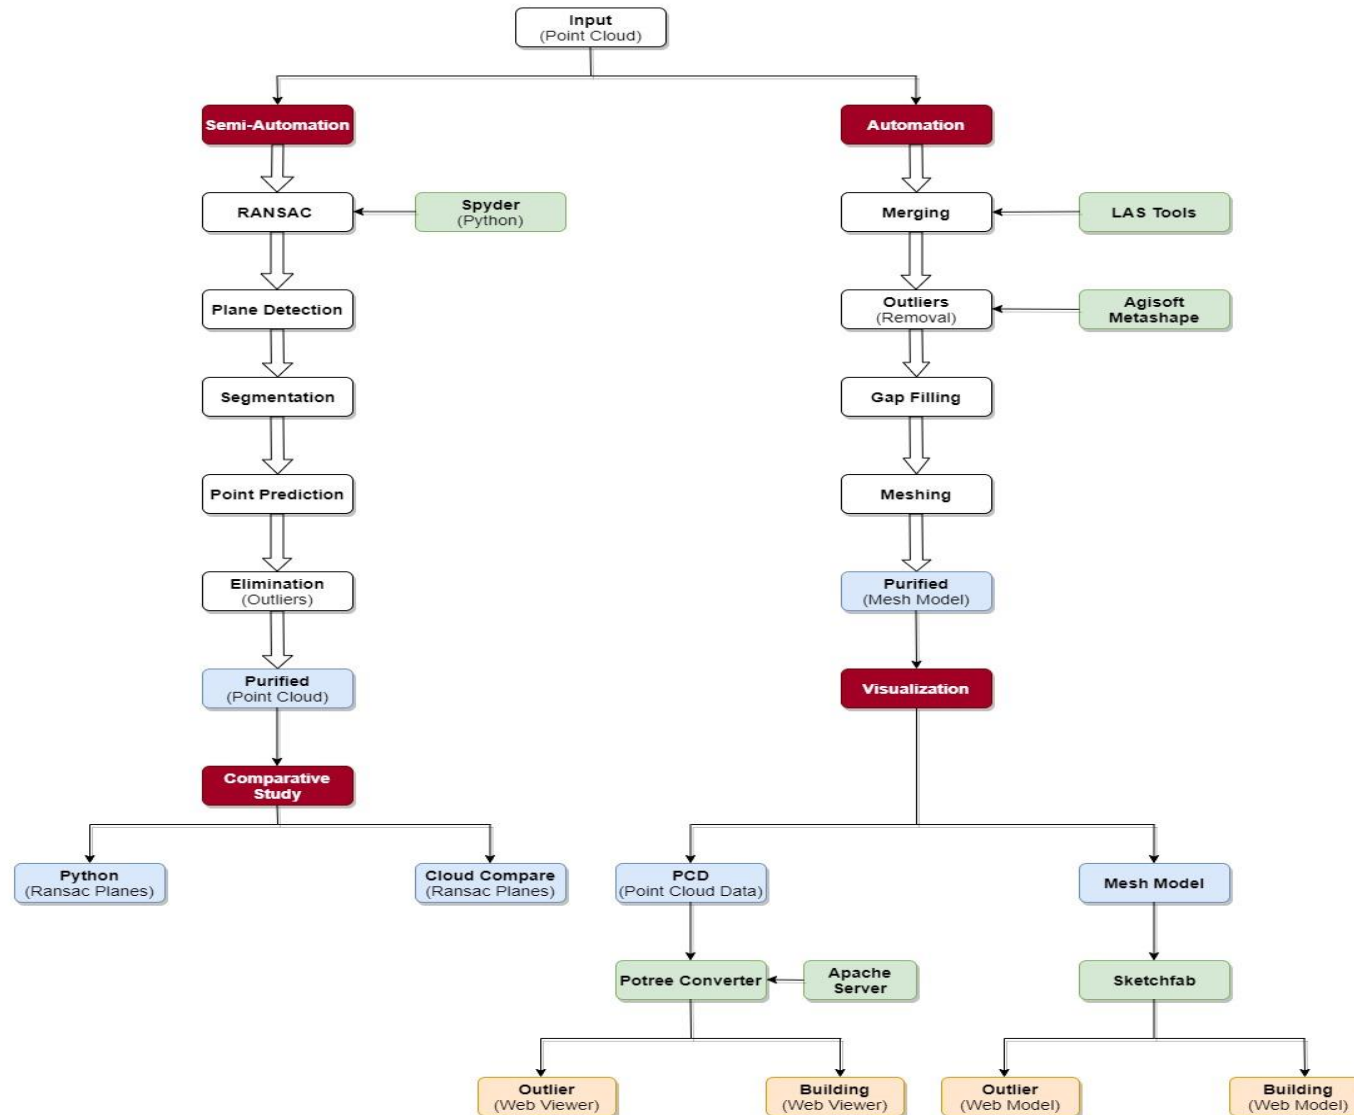 Input
(Point Cloud)
Semi-Automation
Automation
RANSAC
Spyder
(Python)
Merging
LAS Tools
Plane Detection
Outliers
(Removal)
Agisoft
Metashape
Segmentation
Gap Filling
Point Prediction
Meshing
Elimination
(Outliers)
Purified
(Mesh Model)
Purified
(Point Cloud)
Visualization
Comparative
Study
Python
(Ransac Planes)
Cloud Compare
(Ransac Planes)
PCD
(Point Cloud Data)
Mesh Model
Potree Converter
Apache
Server
Sketchfab
Outlier
(Web Viewer)
Building
(Web Viewer)
Outlier
(Web Model)
Building
(Web Model)